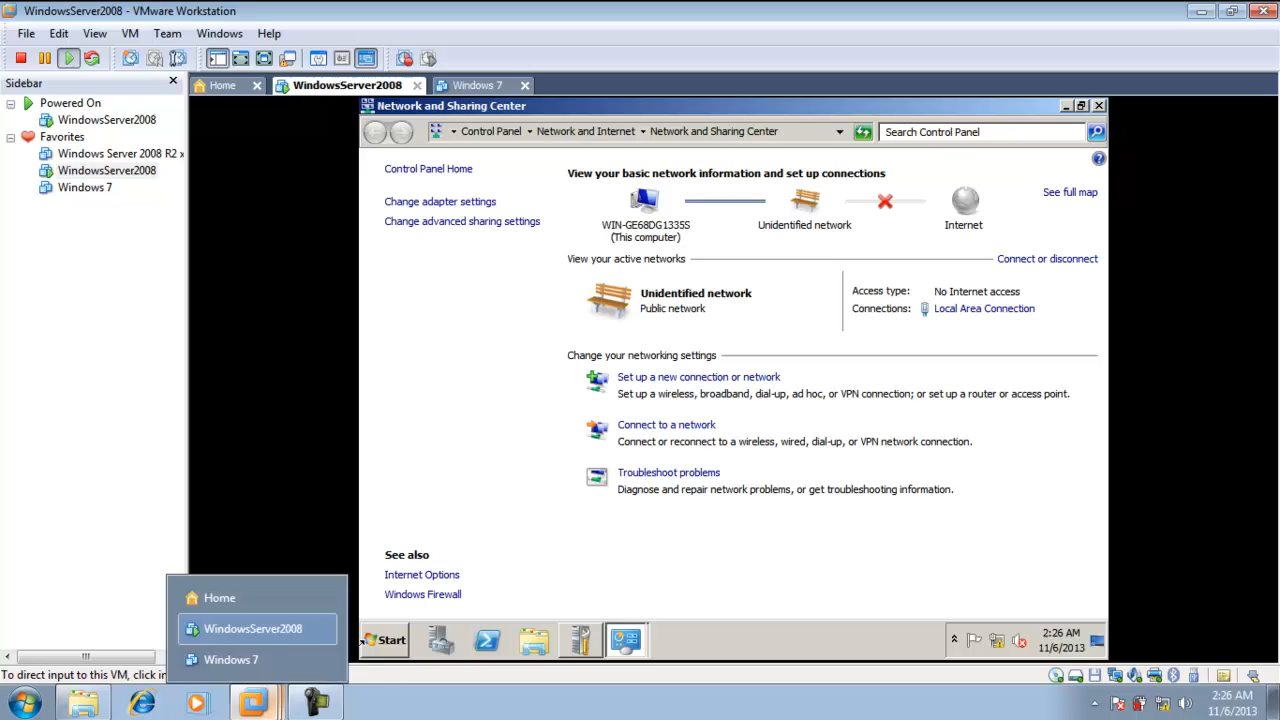 WindowsServer2008 - VMware Workstation
File Edit View VM Team Windows Help
Sidebar
Home WindowsServer2008 Windows 7
Powered On
WindowsServer2008
Favorites
Windows Server 2008 R2 x
WindowsServer2008
Windows 7
Network and Sharing Center
Control Panel Network and Internet Network and Sharing Center
Search Control Panel
Control Panel Home
Change adapter settings
Change advanced sharing settings
View your basic network information and set up connections
See full map
WIN-GE68DG1335S
(This computer)
Unidentified network
Internet
View your active networks
Connect or disconnect
Unidentified network
Public network
Access type: No Internet access
Connections: Local Area Connection
Change your networking settings
Set up a new connection or network
Set up a wireless, broadband, dial-up, ad hoc, or VPN connection; or set up a router or access point.
Connect to a network
Connect or reconnect to a wireless, wired, dial-up, or VPN network connection.
Troubleshoot problems
Diagnose and repair network problems, or get troubleshooting information.
See also
Internet Options
Windows Firewall
Home
WindowsServer2008
Windows 7
Start
2:26 AM
11/6/2013
To direct input to this VM, click in
2:26 AM
11/6/2013